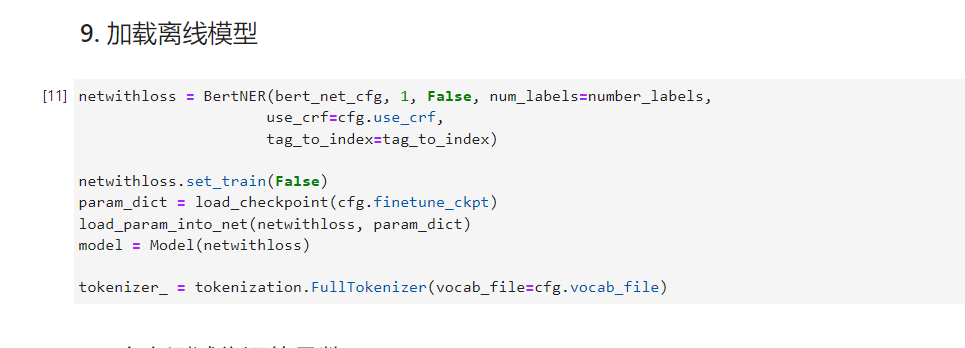 9. 加载离线模型
[11] netwithloss = BertNER(bert_net_cfg, 1, False, num_labels=number_labels,
use_crf=cfg.use_crf,
tag_to_index=tag_to_index)
netwithloss.set_train(False)
param_dict = load_checkpoint(cfg.finetune_ckpt)
load_param_into_net(netwithloss, param_dict)
model = Model(netwithloss)
tokenizer_ = tokenization.FullTokenizer(vocab_file=cfg.vocab_file)